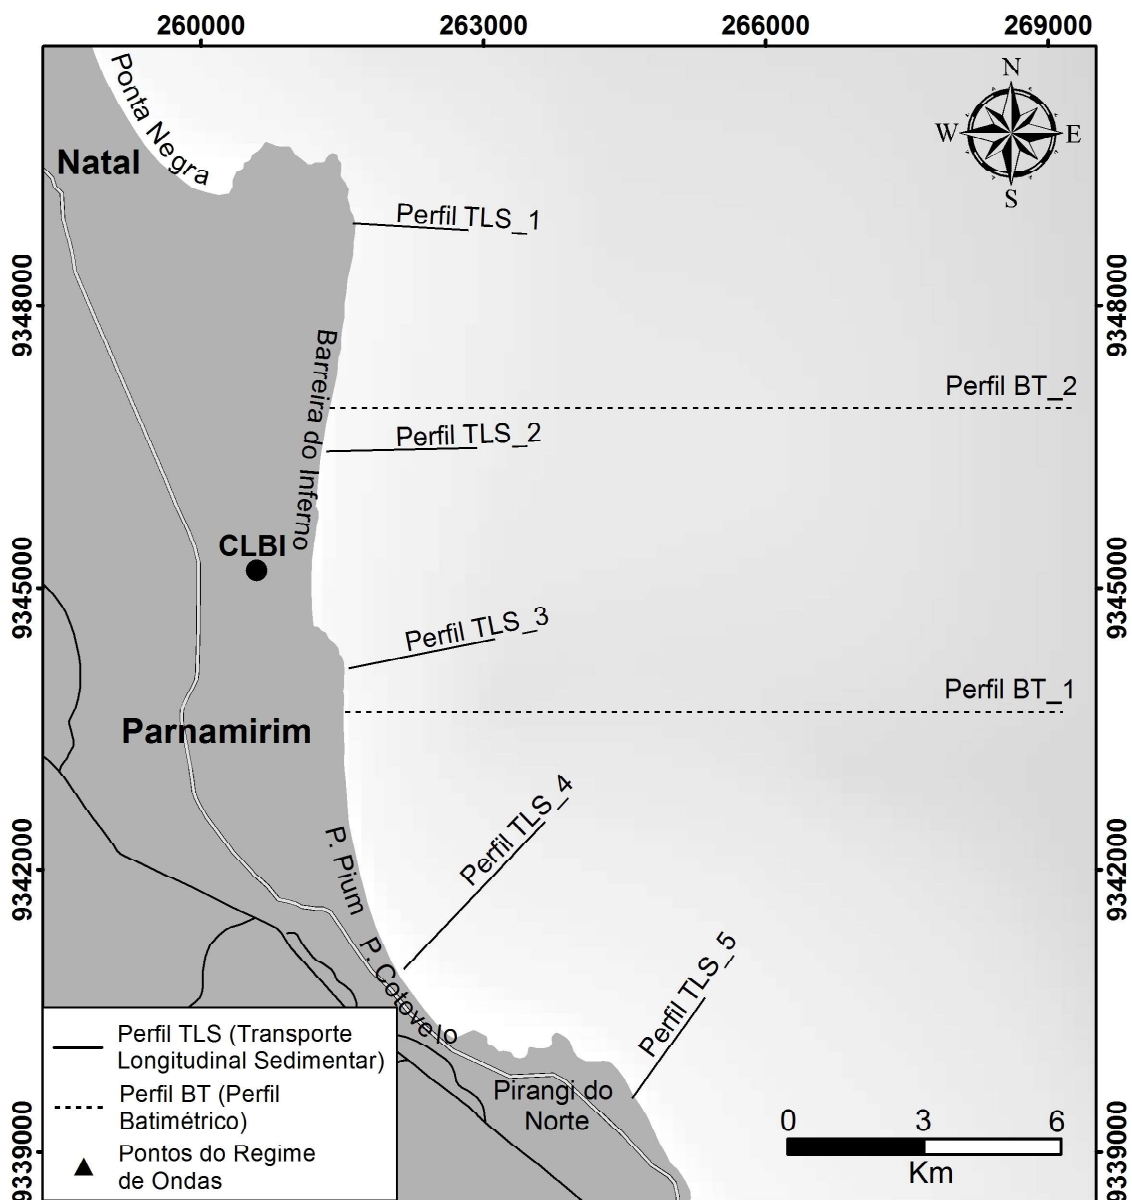 260000 263000 266000 269000
Ponta Negra
N
W E
S
Natal
Perfil TLS_1
9348000 9348000
Barreira do Inferno
Perfil BT_2
Perfil TLS_2
CLBI
9345000 9345000
Perfil TLS_3
Perfil BT_1
Parnamirim
Perfil TLS_4
P. Pium
9342000 9342000
Perfil TLS_5
P. Cotovelo
Pirangi do
Norte
Perfil TLS (Transporte
Longitudinal Sedimentar)
Perfil BT (Perfil
Batimétrico)
Pontos do Regime
de Ondas
0 3 6
Km
9339000 9339000